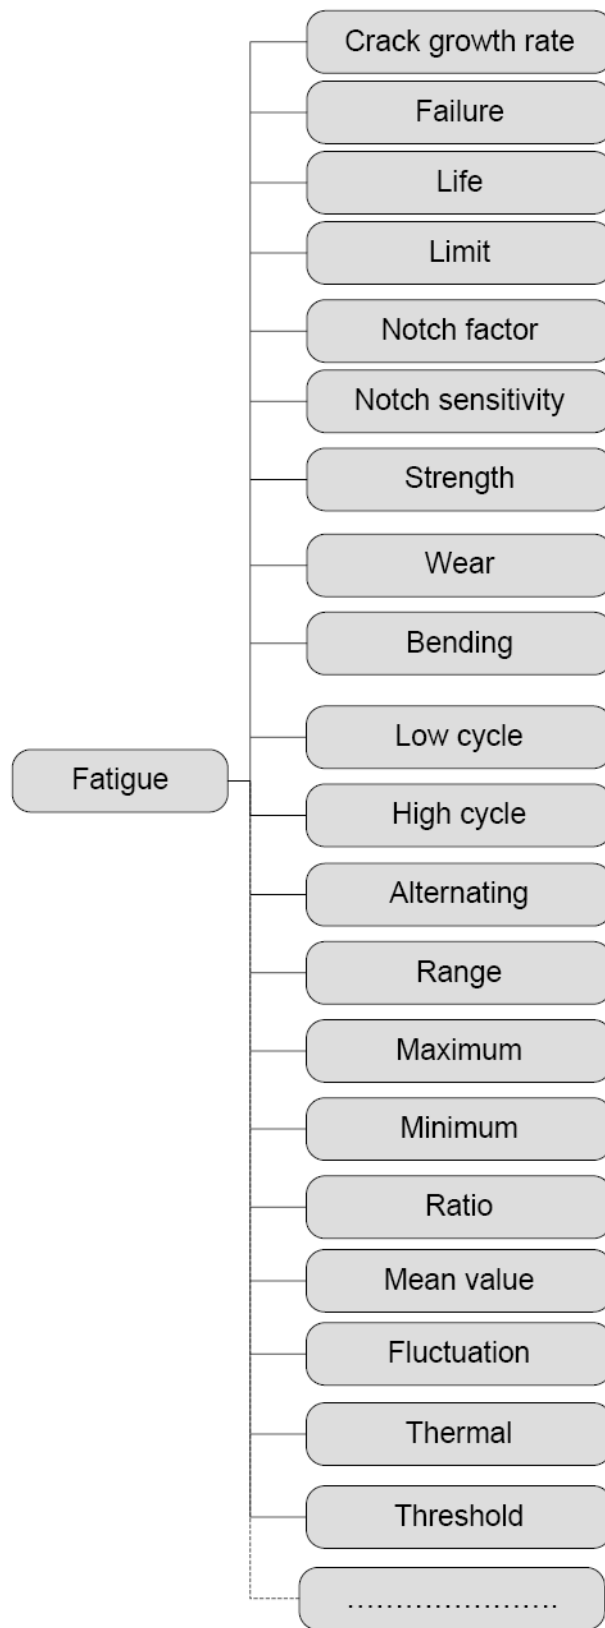 Crack growth rate
Failure
Life
Limit
Notch factor
Notch sensitivity
Strength
Wear
Bending
Low cycle
Fatigue
High cycle
Alternating
Range
Maximum
Minimum
Ratio
Mean value
Fluctuation
Thermal
Threshold
......................